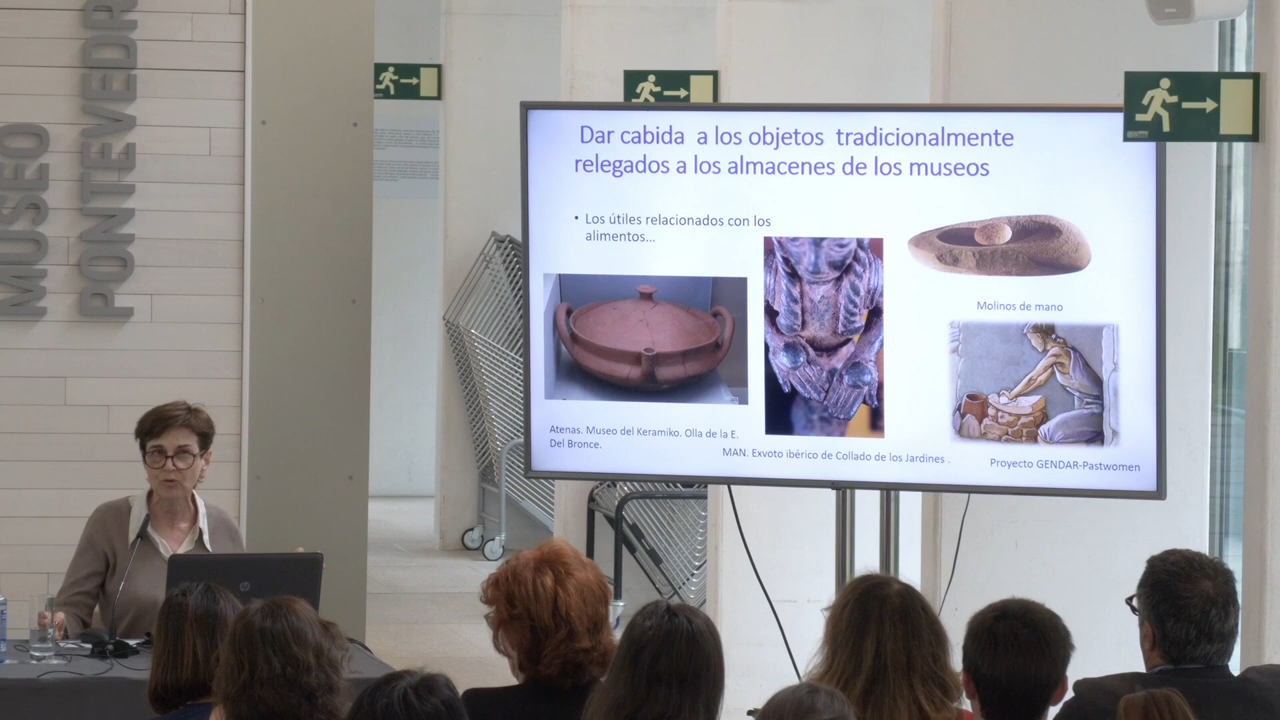 MUSEO
PONTEVEDR
Dar cabida a los objetos tradicionalmente
relegados a los almacenes de los museos
• Los útiles relacionados con los
alimentos...
Molinos de mano
Atenas. Museo del Keramiko. Olla de la E.
Del Bronce.
MAN. Exvoto ibérico de Collado de los Jardines .
Proyecto GENDAR-Pastwomen
hp